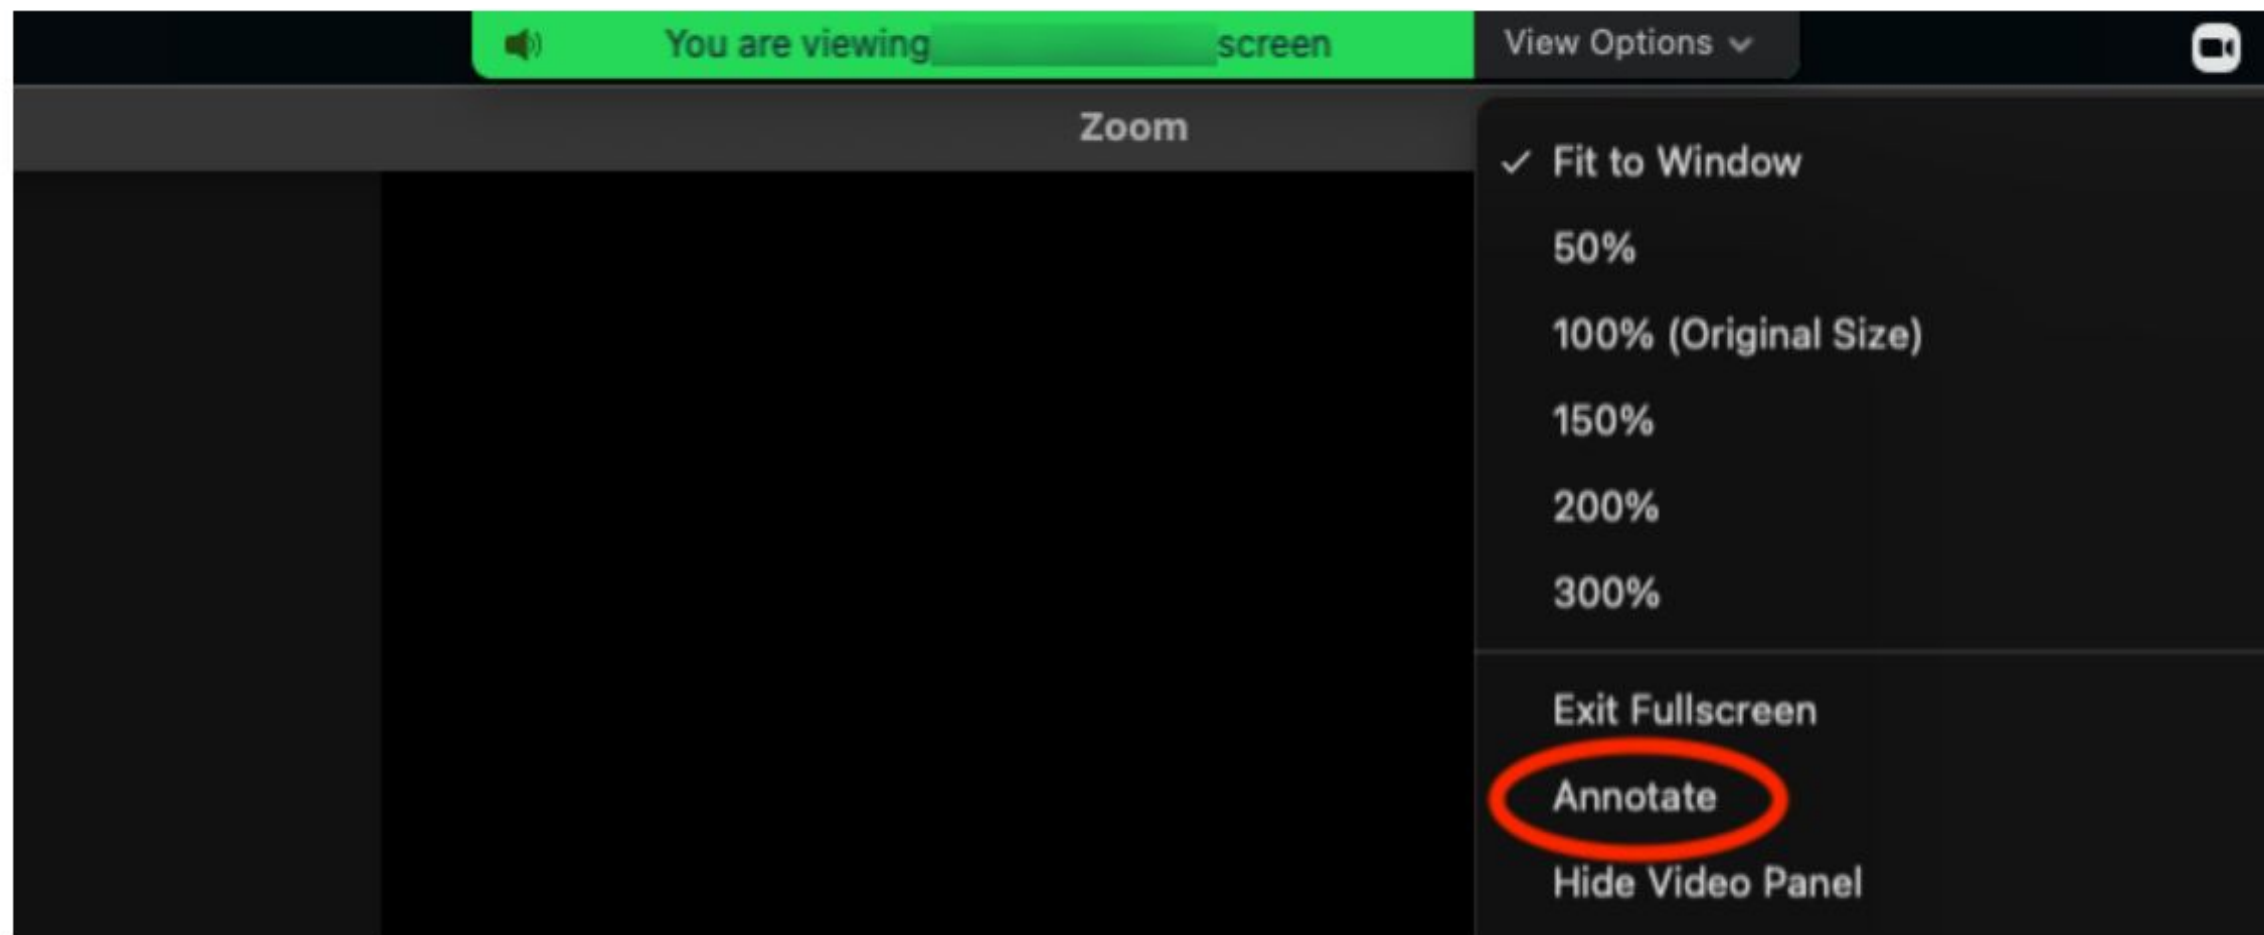 You are viewing screen
View Options
Zoom
Fit to Window
50%
100% (Original Size)
150%
200%
300%
Exit Fullscreen
Annotate
Hide Video Panel